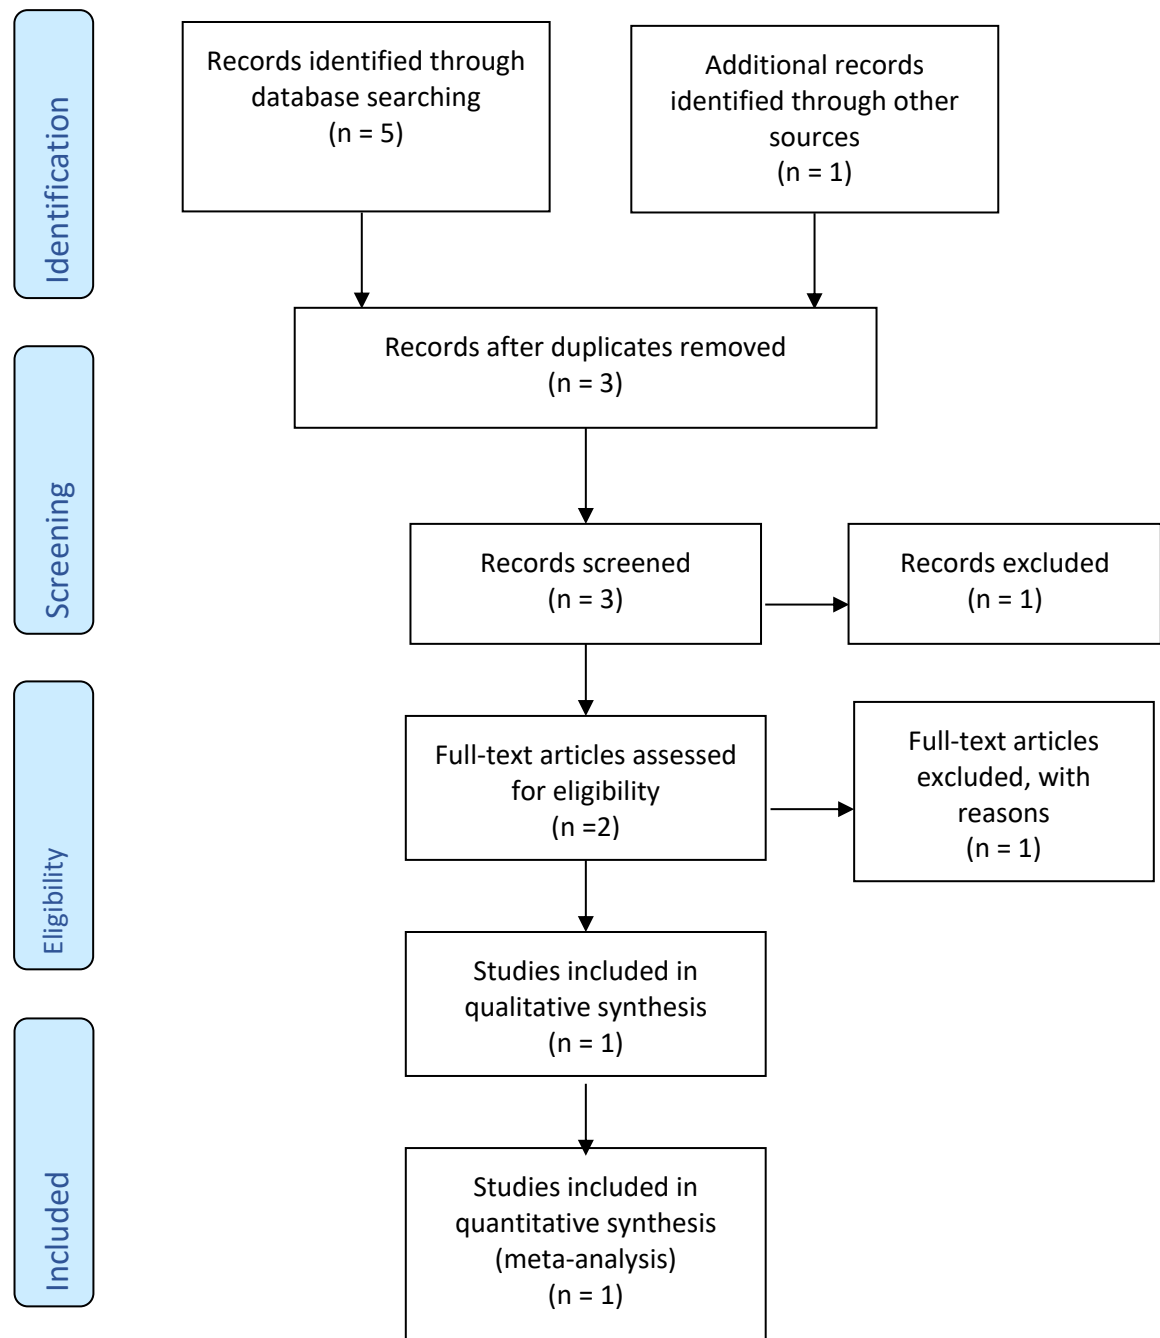 Identification
Records identified through
database searching
(n = 5)
Additional records
identified through other
sources
(n = 1)
Records after duplicates removed
(n = 3)
Screening
Records screened
(n = 3)
Records excluded
(n = 1)
Eligibility
Full-text articles assessed
for eligibility
(n =2)
Full-text articles
excluded, with
reasons
(n = 1)
Studies included in
qualitative synthesis
(n = 1)
Included
Studies included in
quantitative synthesis
(meta-analysis)
(n = 1)